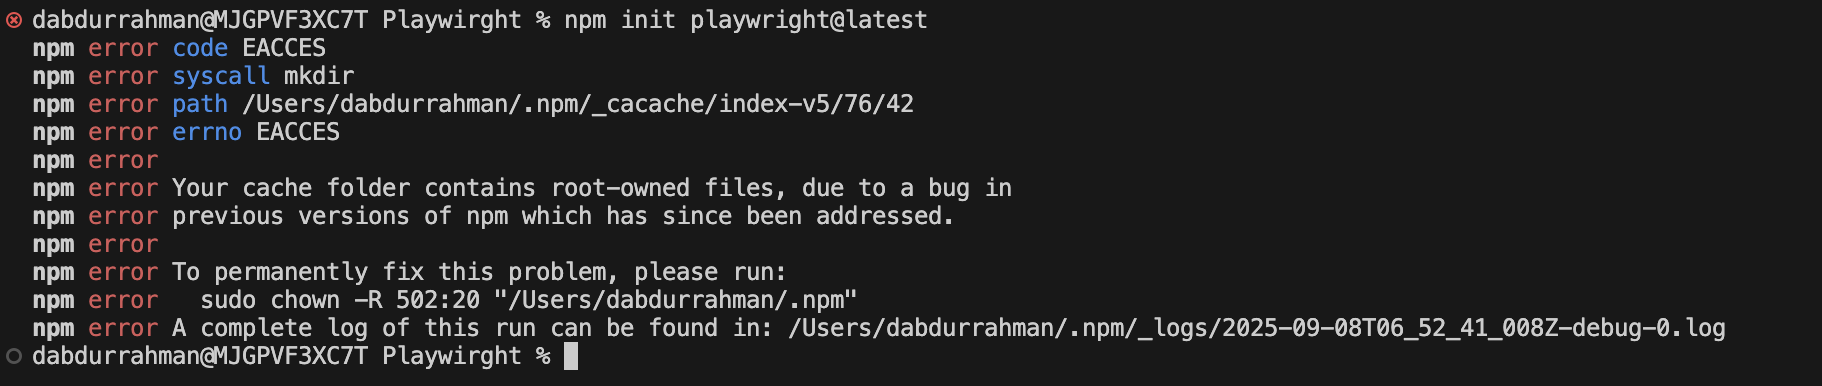 dabdurrahman@MJGPVF3XC7T Playwirght % npm init playwright@latest
npm error code EACCES
npm error syscall mkdir
npm error path /Users/dabdurrahman/.npm/_cacache/index-v5/76/42
npm error errno EACCES
npm error
npm error Your cache folder contains root-owned files, due to a bug in
npm error previous versions of npm which has since been addressed.
npm error
npm error To permanently fix this problem, please run:
npm error   sudo chown -R 502:20 "/Users/dabdurrahman/.npm"
npm error A complete log of this run can be found in: /Users/dabdurrahman/.npm/_logs/2025-09-08T06_52_41_008Z-debug-0.log
dabdurrahman@MJGPVF3XC7T Playwirght %